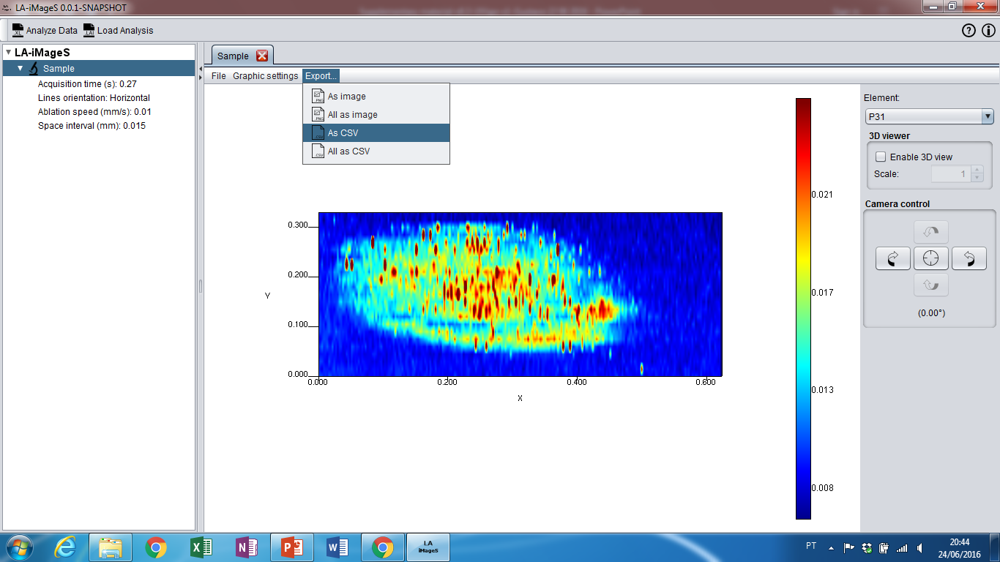 LA-iMageS 0.0.1-SNAPSHOT
Analyze Data Load Analysis
LA-iMageS
Sample
Acquisition time (s): 0.27
Lines orientation: Horizontal
Ablation speed (mm/s): 0.01
Space interval (mm): 0.015
Sample
File Graphic settings Export...
As image
All as image
As CSV
All as CSV
0.300
0.200
0.100
0.000
Y
0.000 0.200 0.400 0.600
X
0.021
0.017
0.013
0.008
Element:
P31
3D viewer
Enable 3D view
Scale: 1
Camera control
(0.00°)
LA
iMageS
PT
20:44
24/06/2016